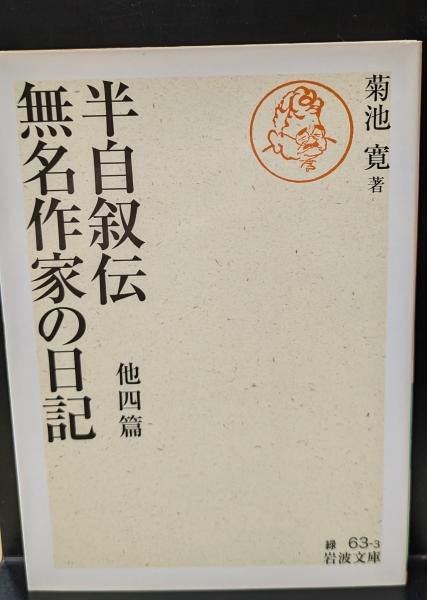 菊池 寛 著
半自叙伝
無名作家の日記
他四篇
緑 63-3
岩波文庫